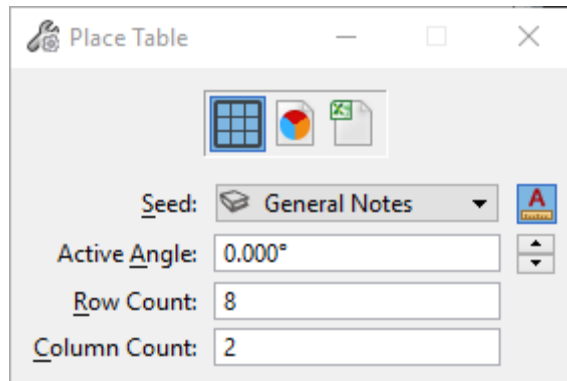 Place Table
Seed: General Notes A
Active Angle: 0.000°
Row Count: 8
Column Count: 2